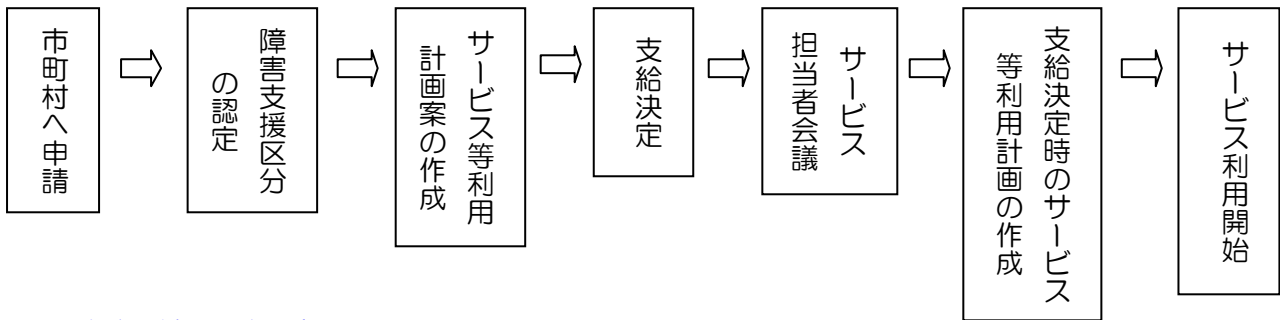 市町村へ申請
障害支援区分
の認定
サービス等利用
計画案の作成
支給決定
サービス
担当者会議
支給決定時のサービス
等利用計画の作成
サービス利用開始